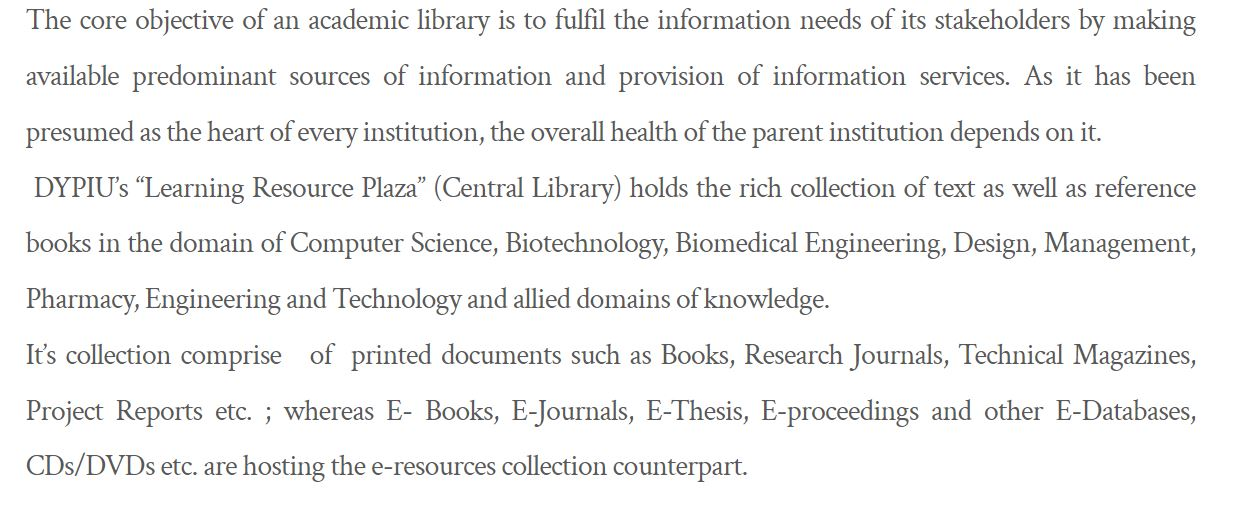 The core objective of an academic library is to fulfil the information needs of its stakeholders by making
available predominant sources of information and provision of information services. As it has been
presumed as the heart of every institution, the overall health of the parent institution depends on it.
DYPIU’s “Learning Resource Plaza” (Central Library) holds the rich collection of text as well as reference
books in the domain of Computer Science, Biotechnology, Biomedical Engineering, Design, Management,
Pharmacy, Engineering and Technology and allied domains of knowledge.
It’s collection comprise of printed documents such as Books, Research Journals, Technical Magazines,
Project Reports etc. ; whereas E- Books, E-Journals, E-Thesis, E-proceedings and other E-Databases,
CDs/DVDs etc. are hosting the e-resources collection counterpart.